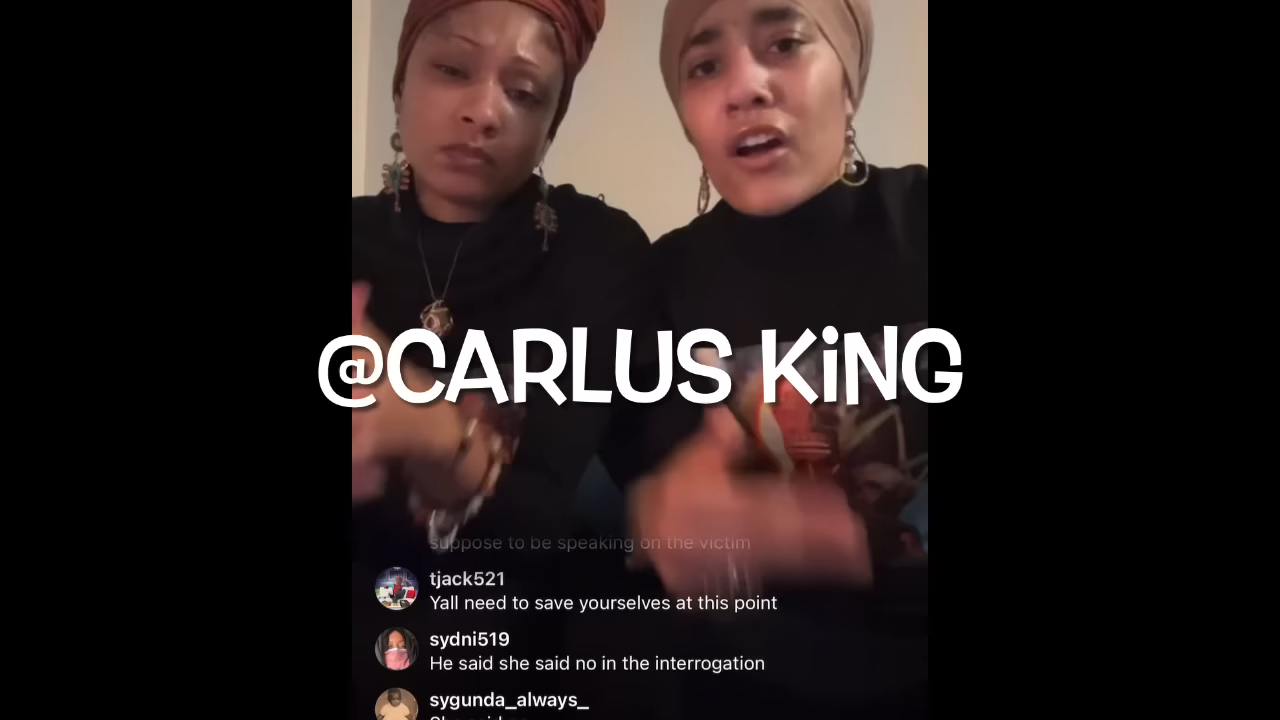 @CARLUS KiNG
suppose to be speaking on the victim
tjack521
Yall need to save yourselves at this point
sydni519
He said she said no in the interrogation
sygunda_always_